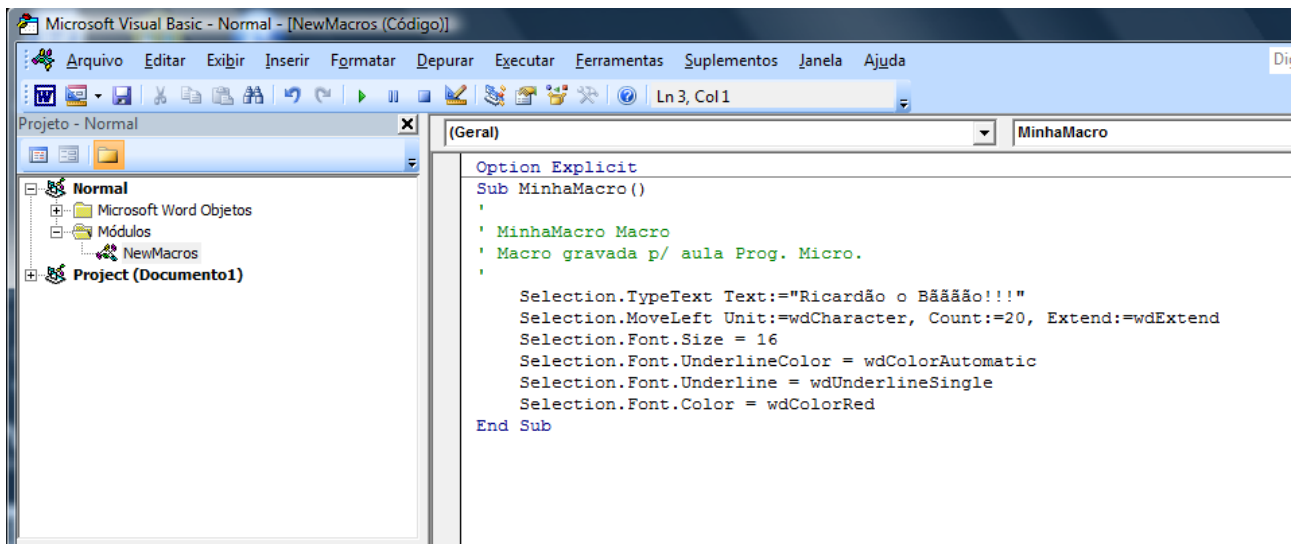 Microsoft Visual Basic - Normal - [NewMacros (Código)]
Arquivo Editar Exibir Inserir Formatar Depurar Executar Ferramentas Suplementos Janela Ajuda
Ln 3, Col 1
Projeto - Normal
Normal
Microsoft Word Objetos
Módulos
NewMacros
Project (Documento1)
(Geral) MinhaMacro
Option Explicit
Sub MinhaMacro()
'
' MinhaMacro Macro
' Macro gravada p/ aula Prog. Micro.
'
Selection.TypeText Text:="Ricardão o Bããããão!!!"
Selection.MoveLeft Unit:=wdCharacter, Count:=20, Extend:=wdExtend
Selection.Font.Size = 16
Selection.Font.UnderlineColor = wdColorAutomatic
Selection.Font.Underline = wdUnderlineSingle
Selection.Font.Color = wdColorRed
End Sub